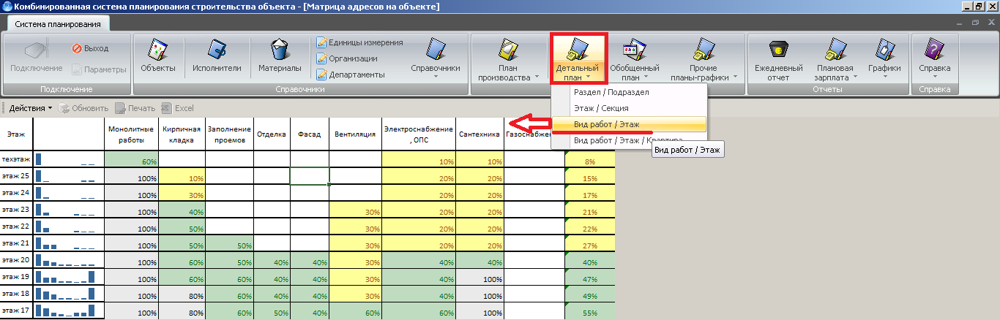 Комбинированная система планирования строительства объекта - [Матрица адресов на объекте]
Система планирования
Подключение
Выход
Параметры
Подключение
Объекты
Исполнители
Материалы
Единицы измерения
Организации
Департаменты
Справочники
Справочники
План
производства
Детальный
план
Обобщенный
план
Прочие
планы-графики
Ежедневный
отчет
Плановая
зарплата
Графики
Отчеты
Справка
Справка
Раздел / Подраздел
Этаж / Секция
Вид работ / Этаж
Вид работ / Этаж / Квартира
Вид работ / Этаж
Действия Обновить Печать Excel
Этаж Монолитные работы Кирпичная кладка Заполнение проемов Отделка Фасад Вентиляция Электроснабжение, ОПС Сантехника
техэтаж 60% 10% 10% 8%
этаж 25 100% 10% 20% 20% 15%
этаж 24 100% 30% 20% 20% 17%
этаж 23 100% 40% 30% 20% 20% 21%
этаж 22 100% 50% 30% 20% 20% 22%
этаж 21 100% 50% 50% 30% 20% 20% 27%
этаж 20 100% 60% 50% 40% 40% 30% 40% 40% 40%
этаж 19 100% 60% 60% 40% 40% 30% 40% 100% 47%
этаж 18 100% 80% 60% 40% 40% 30% 40% 100% 49%
этаж 17 100% 80% 60% 50% 40% 60% 60% 100% 55%